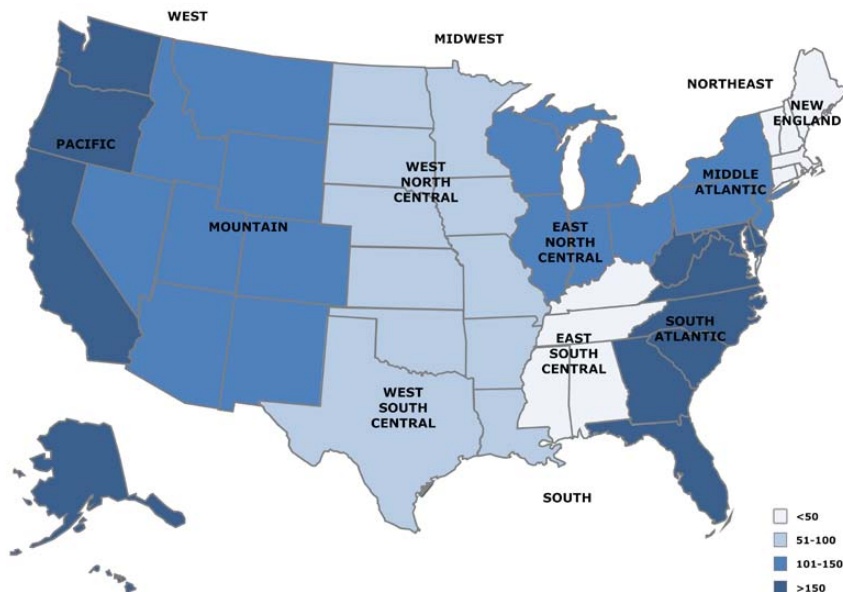 WEST
MIDWEST
NORTHEAST
NEW
ENGLAND
PACIFIC
WEST
NORTH
CENTRAL
MIDDLE
ATLANTIC
MOUNTAIN
EAST
NORTH
CENTRAL
EAST
SOUTH
CENTRAL
SOUTH
ATLANTIC
WEST
SOUTH
CENTRAL
SOUTH
<50
51-100
101-150
>150